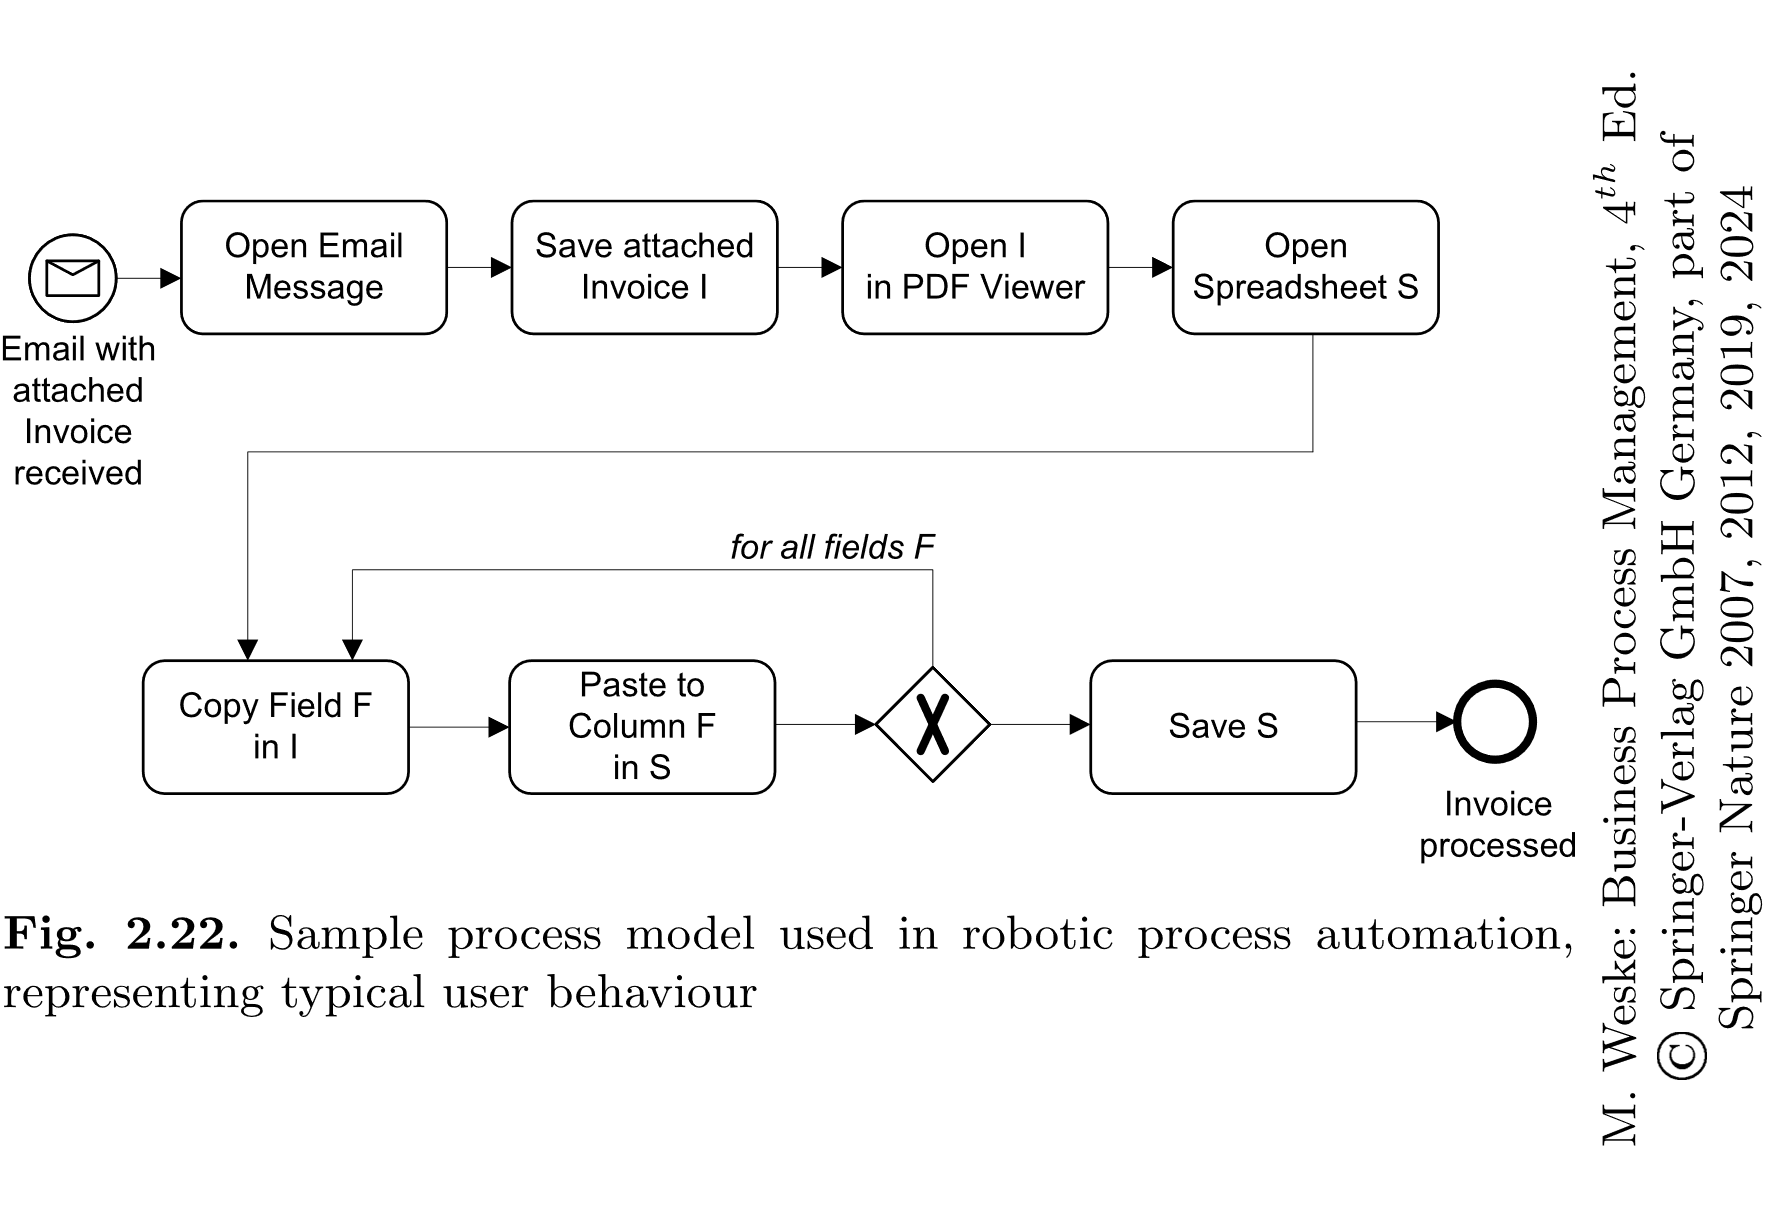 Open Email
Message
Save attached
Invoice I
Open I
in PDF Viewer
Open
Spreadsheet S
Email with
attached
Invoice
received
for all fields F
Copy Field F
in I
Paste to
Column F
in S
X
Save S
Invoice
processed
Fig. 2.22. Sample process model used in robotic process automation,
representing typical user behaviour
M. Weske: Business Process Management, 4th Ed.
© Springer-Verlag GmbH Germany, part of
Springer Nature 2007, 2012, 2019, 2024